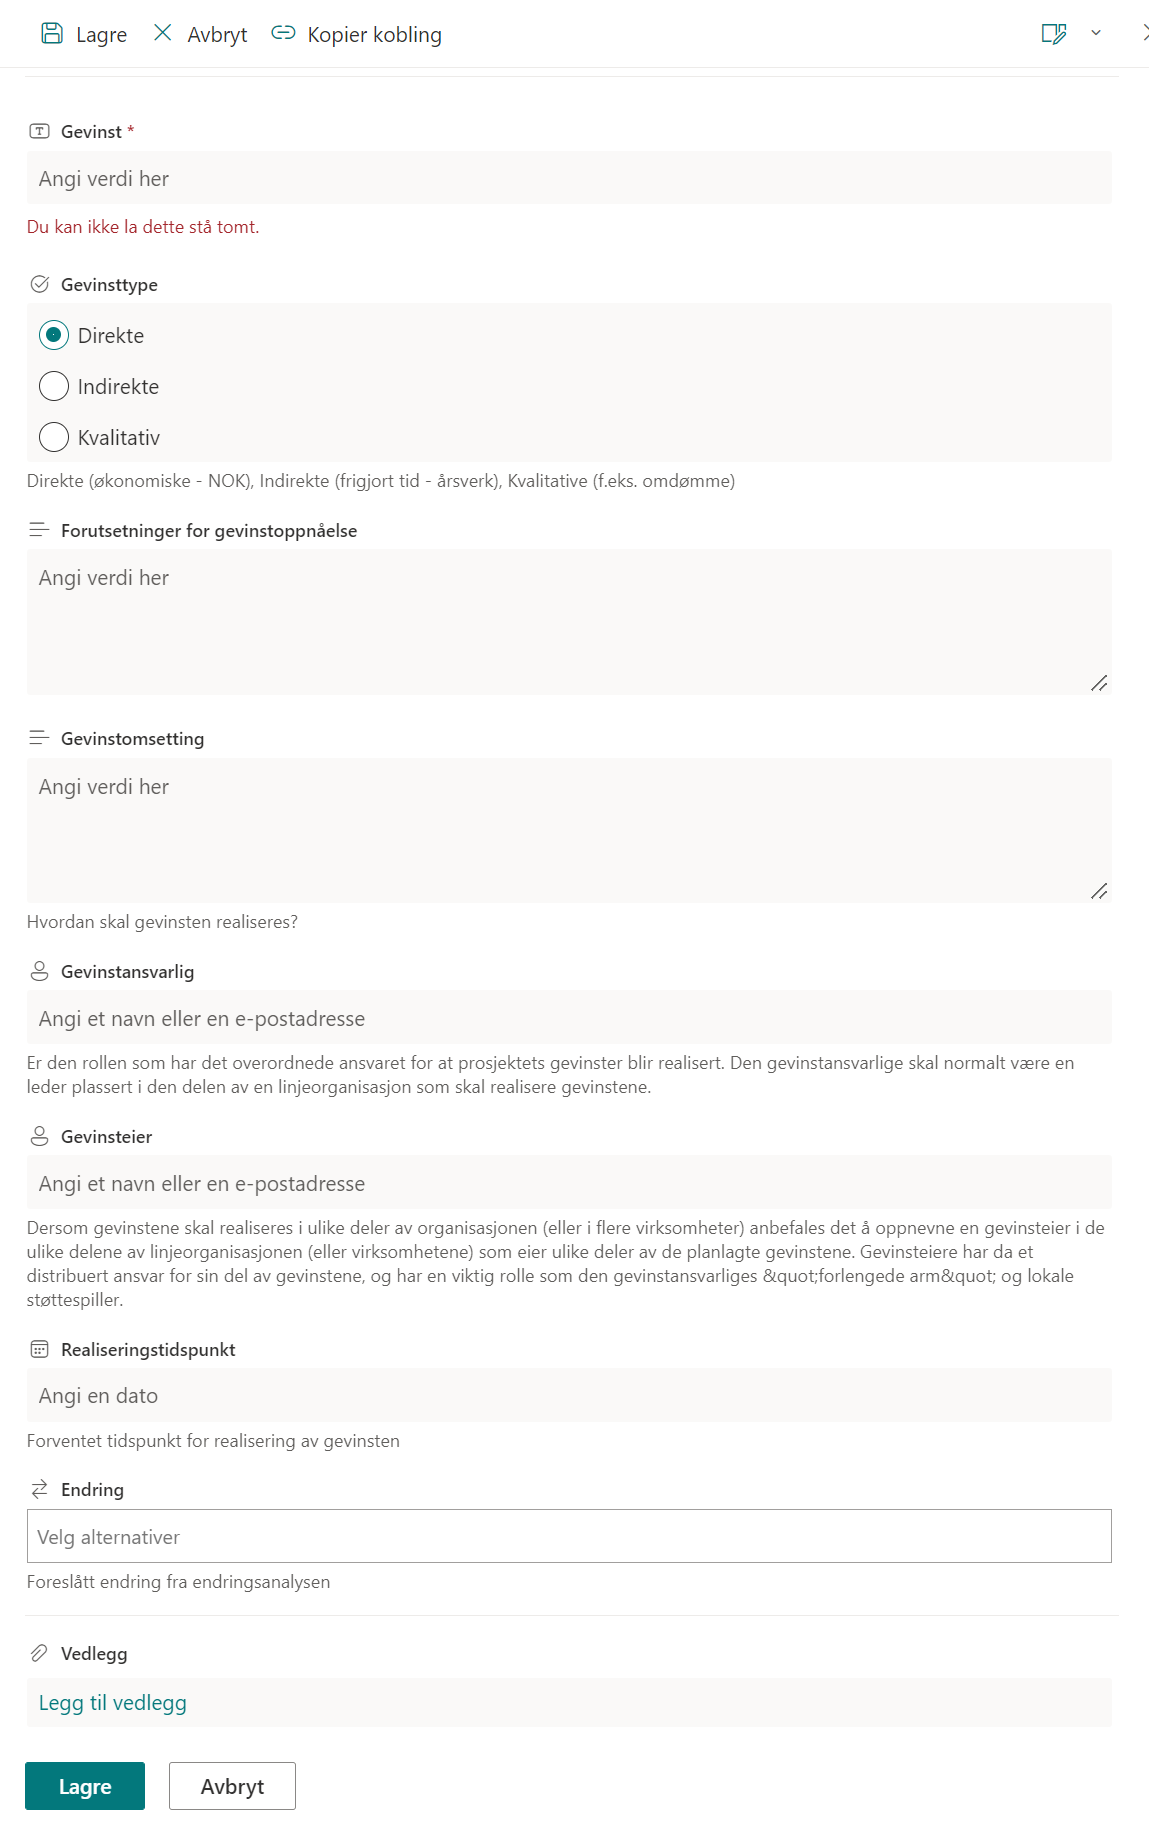 Lagre Avbryt Kopier kobling
Gevinst *
Angi verdi her
Du kan ikke la dette stå tomt.
Gevinsttype
Direkte
Indirekte
Kvalitativ
Direkte (økonomiske - NOK), Indirekte (frigjort tid - årsverk), Kvalitative (f.eks. omdømme)
Forutsetninger for gevinstoppnåelse
Angi verdi her
Gevinstomsetting
Angi verdi her
Hvordan skal gevinsten realiseres?
Gevinstansvarlig
Angi et navn eller en e-postadresse
Er den rollen som har det overordnede ansvaret for at prosjektets gevinster blir realisert. Den gevinstansvarlige skal normalt være en
leder plassert i den delen av en linjeorganisasjon som skal realisere gevinstene.
Gevinsteier
Angi et navn eller en e-postadresse
Dersom gevinstene skal realiseres i ulike deler av organisasjonen (eller i flere virksomheter) anbefales det å oppnevne en gevinsteier i de
ulike delene av linjeorganisasjonen (eller virksomhetene) som eier ulike deler av de planlagte gevinstene. Gevinsteiere har da et
distribuert ansvar for sin del av gevinstene, og har en viktig rolle som den gevinstansvarliges &quot;forlengede arm&quot; og lokale
støttespiller.
Realiseringstidspunkt
Angi en dato
Forventet tidspunkt for realisering av gevinsten
Endring
Velg alternativer
Foreslått endring fra endringsanalysen
Vedlegg
Legg til vedlegg
Lagre Avbryt